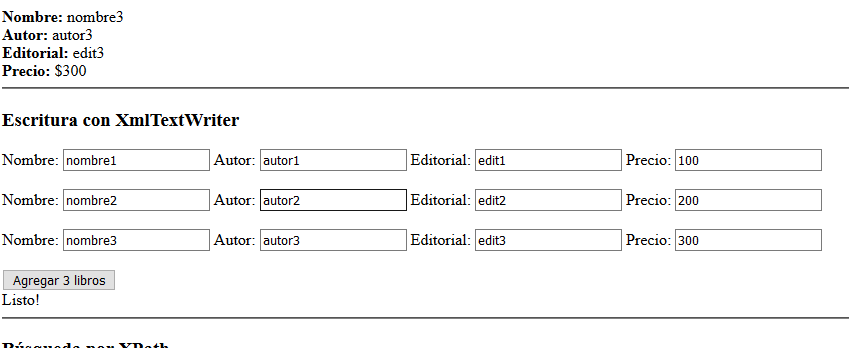 Nombre: nombre3
Autor: autor3
Editorial: edit3
Precio: $300
Escritura con XmlTextWriter
Nombre: nombre1 Autor: autor1 Editorial: edit1 Precio: 100
Nombre: nombre2 Autor: autor2 Editorial: edit2 Precio: 200
Nombre: nombre3 Autor: autor3 Editorial: edit3 Precio: 300
Agregar 3 libros
Listo!
Búsqueda por XPath